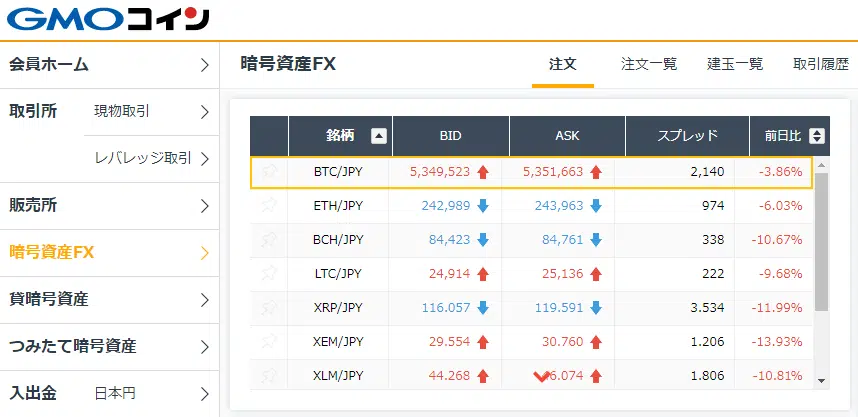 GMOコイン
会員ホーム
取引所 現物取引
レバレッジ取引
販売所
暗号資産FX
貸暗号資産
つみたて暗号資産
入出金 日本円
暗号資産FX 注文 注文一覧 建玉一覧 取引履歴
銘柄 BID ASK スプレッド 前日比
BTC/JPY 5,349,523 5,351,663 2,140 -3.86%
ETH/JPY 242,989 243,963 974 -6.03%
BCH/JPY 84,423 84,761 338 -10.67%
LTC/JPY 24,914 25,136 222 -9.68%
XRP/JPY 116.057 119.591 3.534 -11.99%
XEM/JPY 29.554 30.760 1.206 -13.93%
XLM/JPY 44.268 6.074 1.806 -10.81%